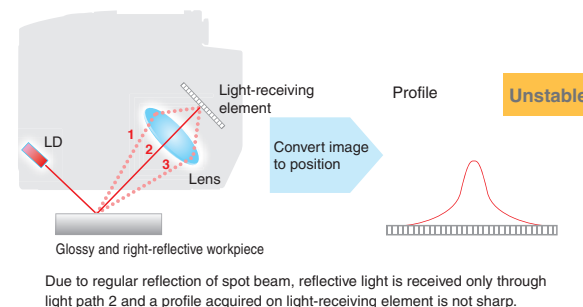 Light-receiving
element
Profile
Unstable
1
2
3
LD
Lens
Convert image
to position
Glossy and right-reflective workpiece
Due to regular reflection of spot beam, reflective light is received only through
light path 2 and a profile acquired on light-receiving element is not sharp.